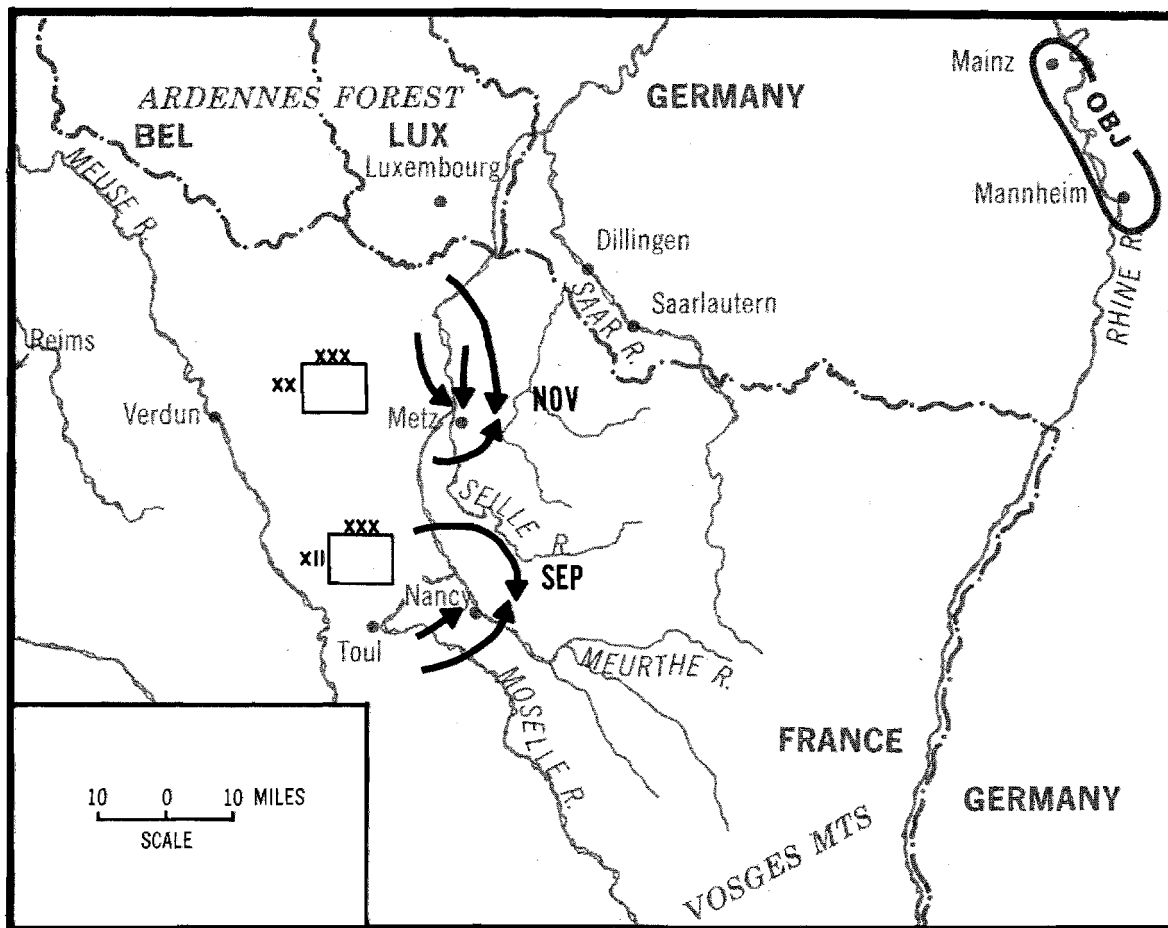 Mainz
OBJ
ARDENNES FOREST
GERMANY
BEL
LUX
MEUSE R.
Luxembourg
Mannheim
Dillingen
RHINE R.
SAAR R.
Saarlautern
Reims
XXX
XX
Verdun
Metz
NOV
SEILLE R
XXX
XII
SEP
Nancy
Toul
MEURTHE R.
MOSELLE R.
FRANCE
GERMANY
10 0 10 MILES
SCALE
VOSGES MTS